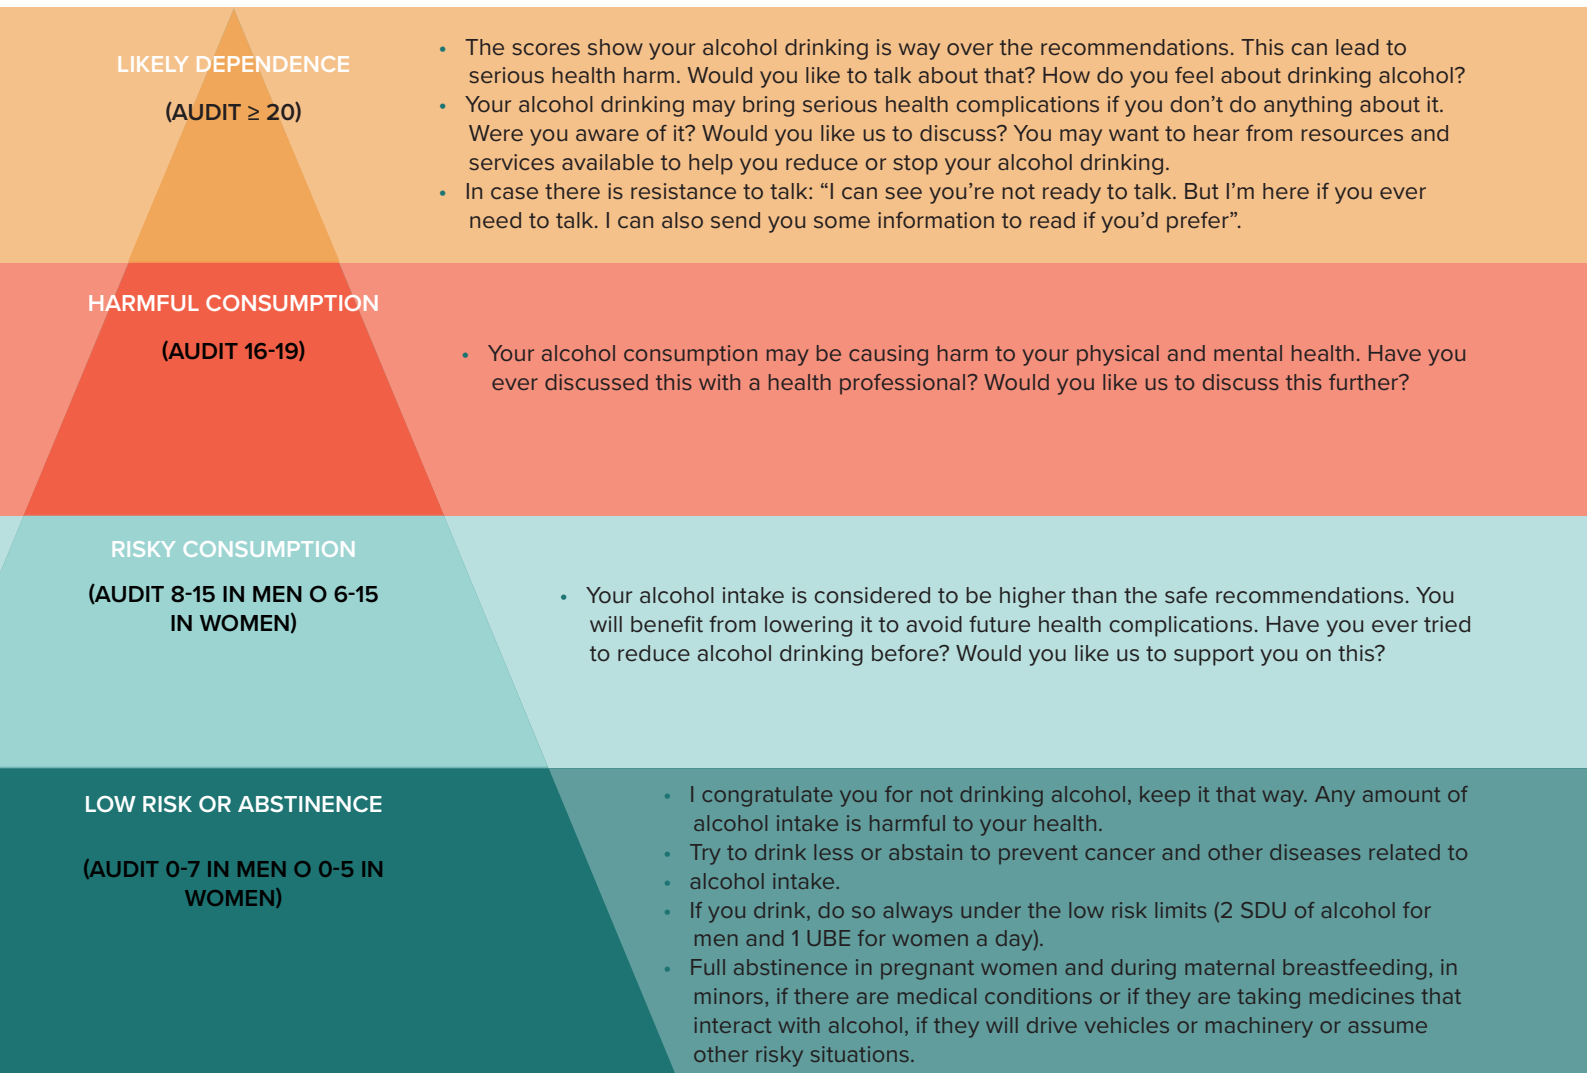 LIKELY DEPENDENCE
(AUDIT ≥ 20)
• The scores show your alcohol drinking is way over the recommendations. This can lead to
serious health harm. Would you like to talk about that? How do you feel about drinking alcohol?
• Your alcohol drinking may bring serious health complications if you don’t do anything about it.
Were you aware of it? Would you like us to discuss? You may want to hear from resources and
services available to help you reduce or stop your alcohol drinking.
• In case there is resistance to talk: “I can see you’re not ready to talk. But I’m here if you ever
need to talk. I can also send you some information to read if you’d prefer”.
HARMFUL CONSUMPTION
(AUDIT 16-19)
• Your alcohol consumption may be causing harm to your physical and mental health. Have you
ever discussed this with a health professional? Would you like us to discuss this further?
RISKY CONSUMPTION
(AUDIT 8-15 IN MEN O 6-15
IN WOMEN)
• Your alcohol intake is considered to be higher than the safe recommendations. You
will benefit from lowering it to avoid future health complications. Have you ever tried
to reduce alcohol drinking before? Would you like us to support you on this?
LOW RISK OR ABSTINENCE
(AUDIT 0-7 IN MEN O 0-5 IN
WOMEN)
• I congratulate you for not drinking alcohol, keep it that way. Any amount of
alcohol intake is harmful to your health.
• Try to drink less or abstain to prevent cancer and other diseases related to
• alcohol intake.
• If you drink, do so always under the low risk limits (2 SDU of alcohol for
men and 1 UBE for women a day).
• Full abstinence in pregnant women and during maternal breastfeeding, in
minors, if there are medical conditions or if they are taking medicines that
interact with alcohol, if they will drive vehicles or machinery or assume
other risky situations.